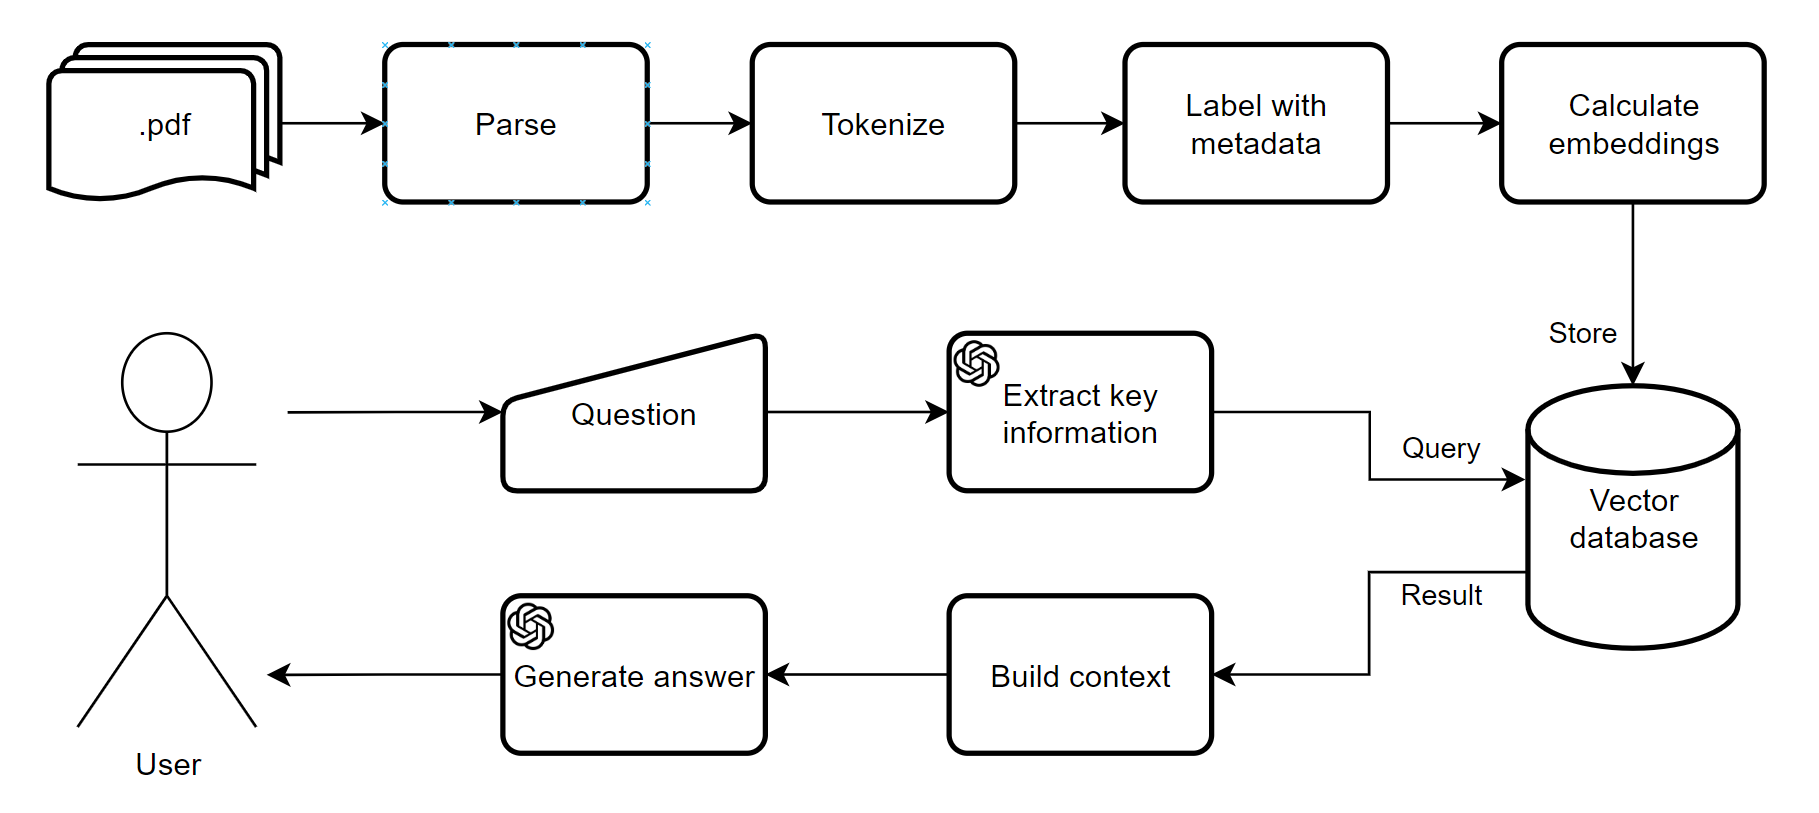 .pdf
Parse
Tokenize
Label with
metadata
Calculate
embeddings
Store
Question
Extract key
information
Query
Vector
database
Result
Generate answer
Build context
User